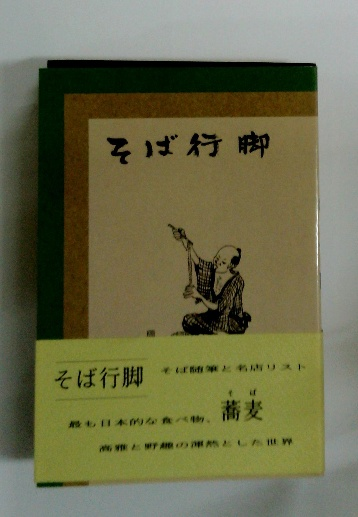 そば行脚
そば行脚
そば随筆と名店リスト
最も日本的な食べ物、
そば
蕎麦
高雅と野趣の渾然とした世界